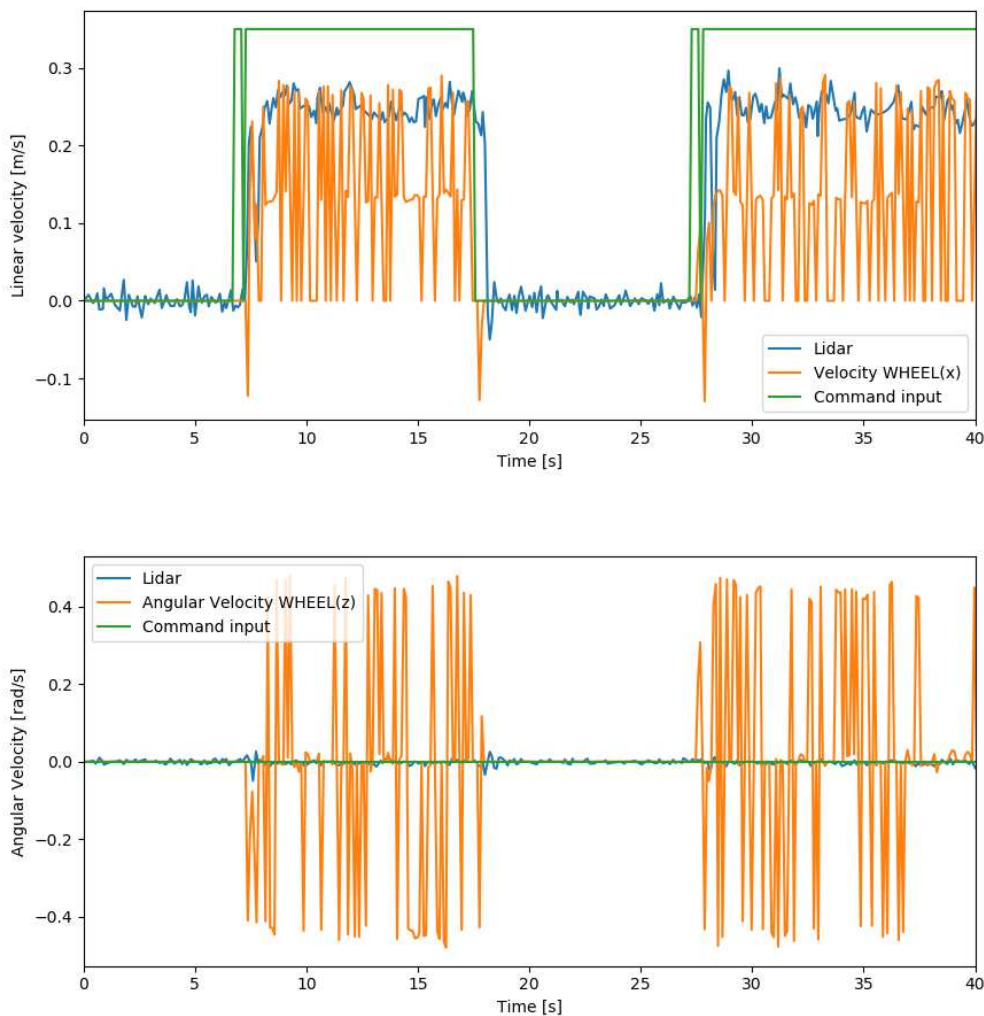 0.3
0.2
0.1
0.0
−0.1
Linear velocity [m/s]
Lidar
Velocity WHEEL(x)
Command input
0 5 10 15 20 25 30 35 40
Time [s]
Lidar
Angular Velocity WHEEL(z)
Command input
0.4
0.2
0.0
−0.2
−0.4
Angular Velocity [rad/s]
0 5 10 15 20 25 30 35 40
Time [s]